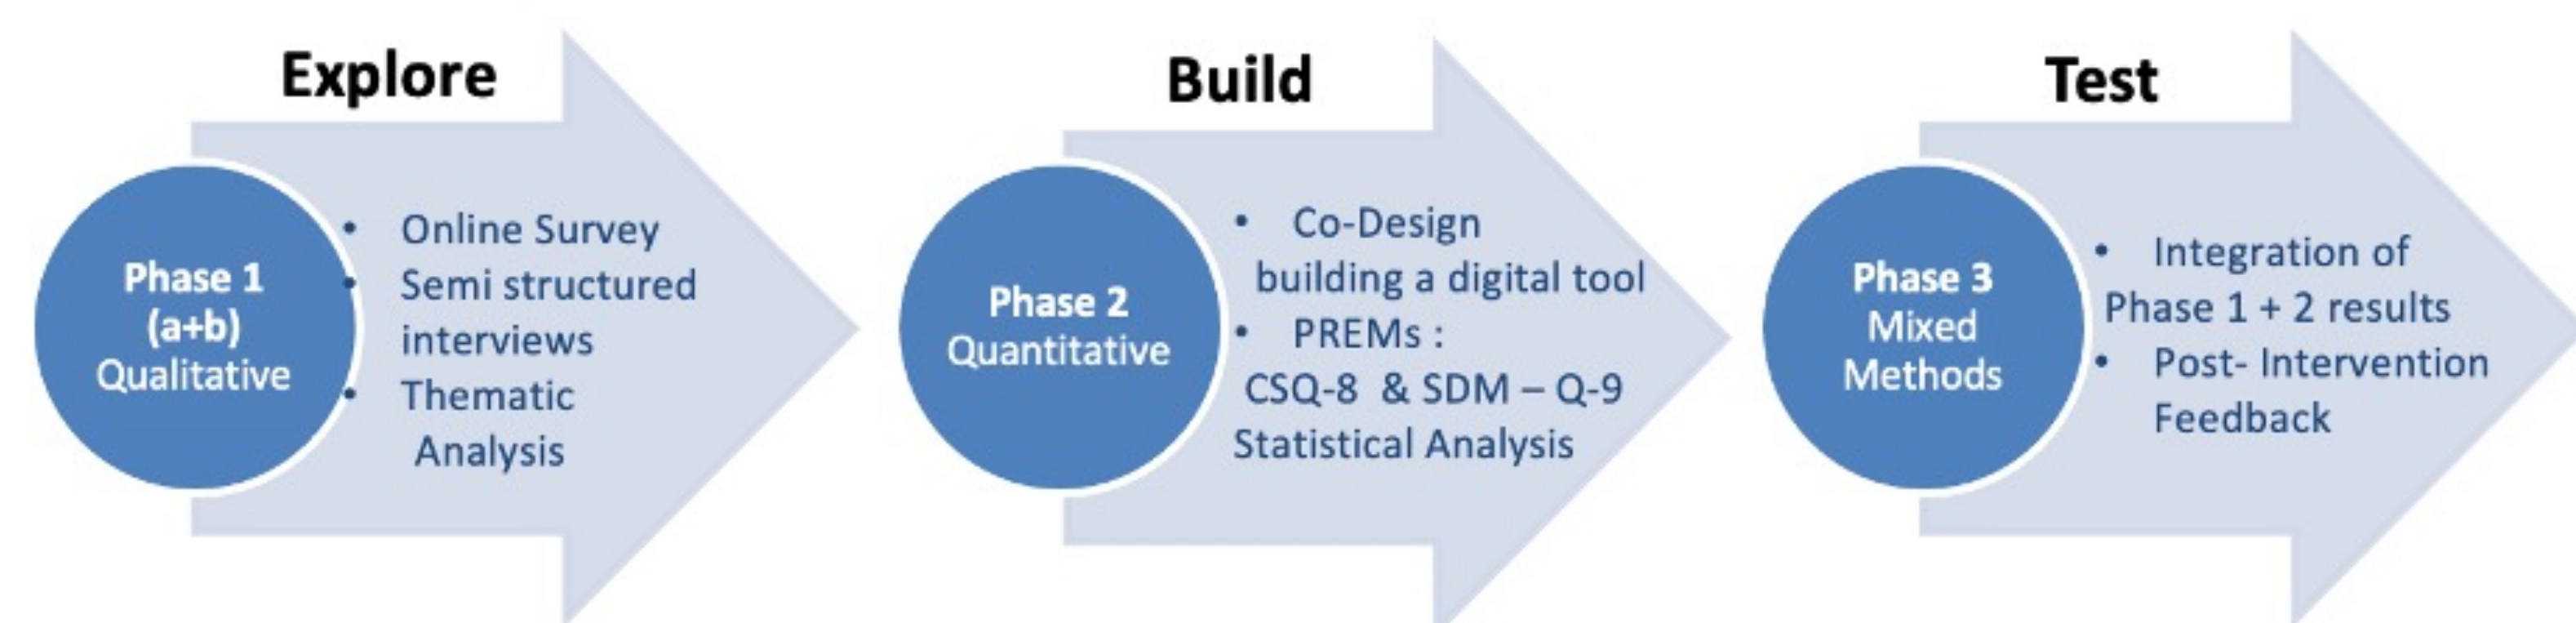 Explore
Phase 1
(a+b)
Qualitative
• Online Survey
• Semi structured
interviews
• Thematic
Analysis
Build
Phase 2
Quantitative
• Co-Design
building a digital tool
• PREMs :
CSQ-8 & SDM – Q-9
Statistical Analysis
Test
Phase 3
Mixed
Methods
• Integration of
Phase 1 + 2 results
• Post- Intervention
Feedback